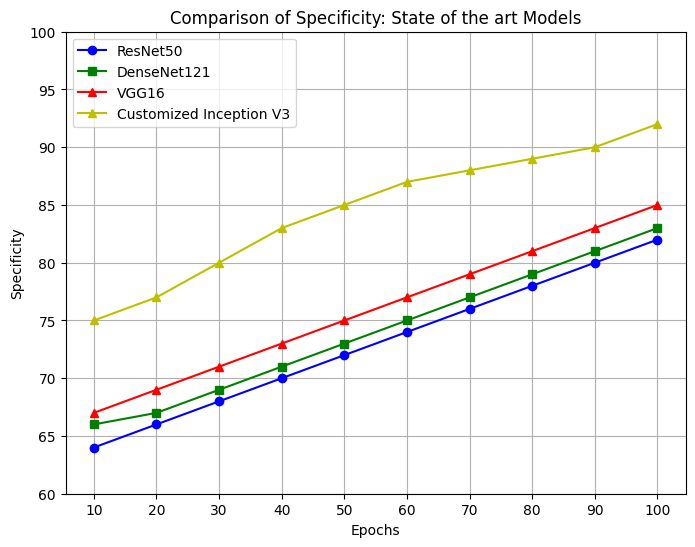 Comparison of Specificity: State of the art Models
ResNet50
DenseNet121
VGG16
Customized Inception V3
100
95
90
85
80
75
70
65
60
Specificity
10 20 30 40 50 60 70 80 90 100
Epochs